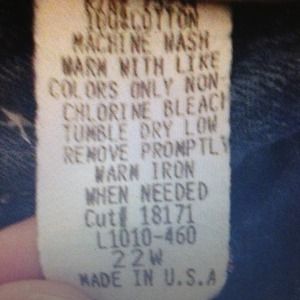 100%COTTON
MACHINE WASH
WARM WITH LIKE
COLORS ONLY NON-
CHLORINE BLEACH
TUMBLE DRY LOW
REMOVE PROMPTLY
WARM IRON
WHEN NEEDED
Cut# 18171
L1010-460
22W
MADE IN U.S.A